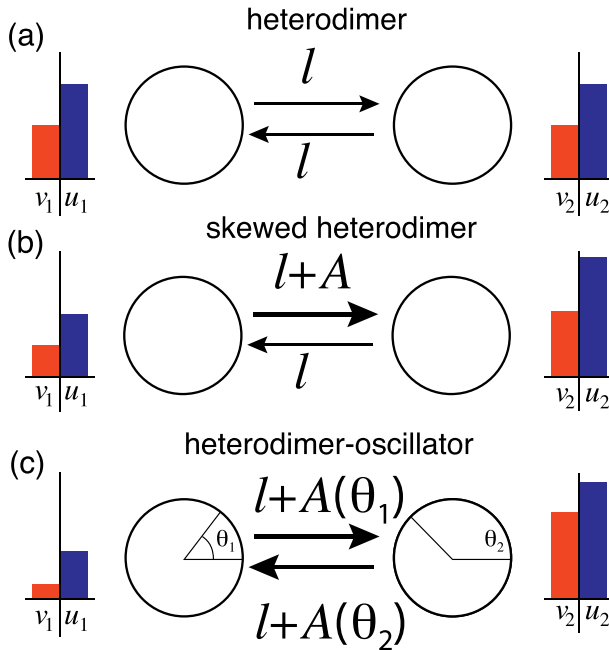 (a) heterodimer
l
l
v₁ u₁ v₂ u₂
(b) skewed heterodimer
l+A
l
v₁ u₁ v₂ u₂
(c) heterodimer-oscillator
l+A(θ₁)
θ₁ θ₂
l+A(θ₂)
v₁ u₁ v₂ u₂